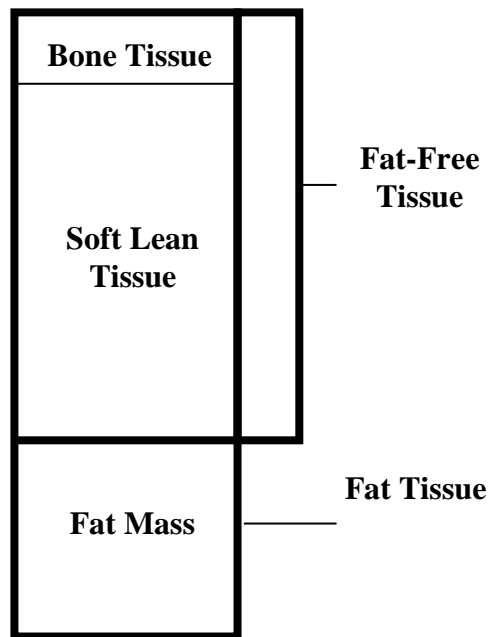 Bone Tissue
Fat-Free
Tissue
Soft Lean
Tissue
Fat Tissue
Fat Mass